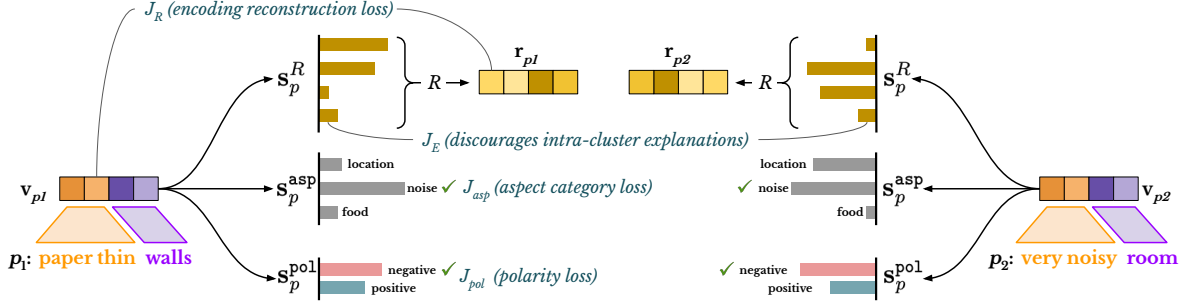 J_R (encoding reconstruction loss)
s_p^R
R
r_p1
r_p2
R
s_p^R
J_E (discourages intra-cluster explanations)
v_p1
s_p^asp
location
noise ✓
food
J_asp (aspect category loss)
location
✓ noise
food
s_p^asp
v_p2
p_1: paper thin walls
p_2: very noisy room
s_p^pol
negative ✓
positive
J_pol (polarity loss)
✓ negative
positive
s_p^pol